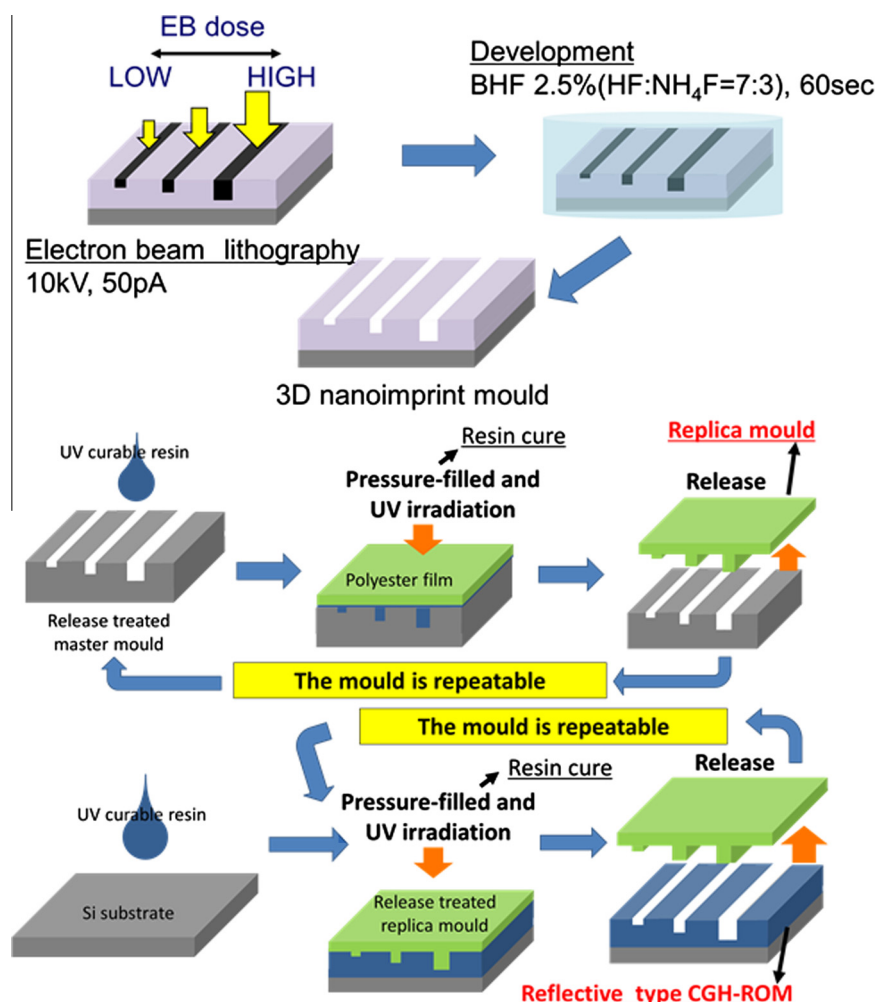 EB dose
LOW HIGH
Development
BHF 2.5%(HF:NH₄F=7:3), 60sec
Electron beam lithography
10kV, 50pA
3D nanoimprint mould
UV curable resin
Resin cure
Pressure-filled and
UV irradiation
Replica mould
Release
Polyester film
Release treated
master mould
The mould is repeatable
The mould is repeatable
UV curable resin
Resin cure
Pressure-filled and
UV irradiation
Release
Si substrate
Release treated
replica mould
Reflective type CGH-ROM